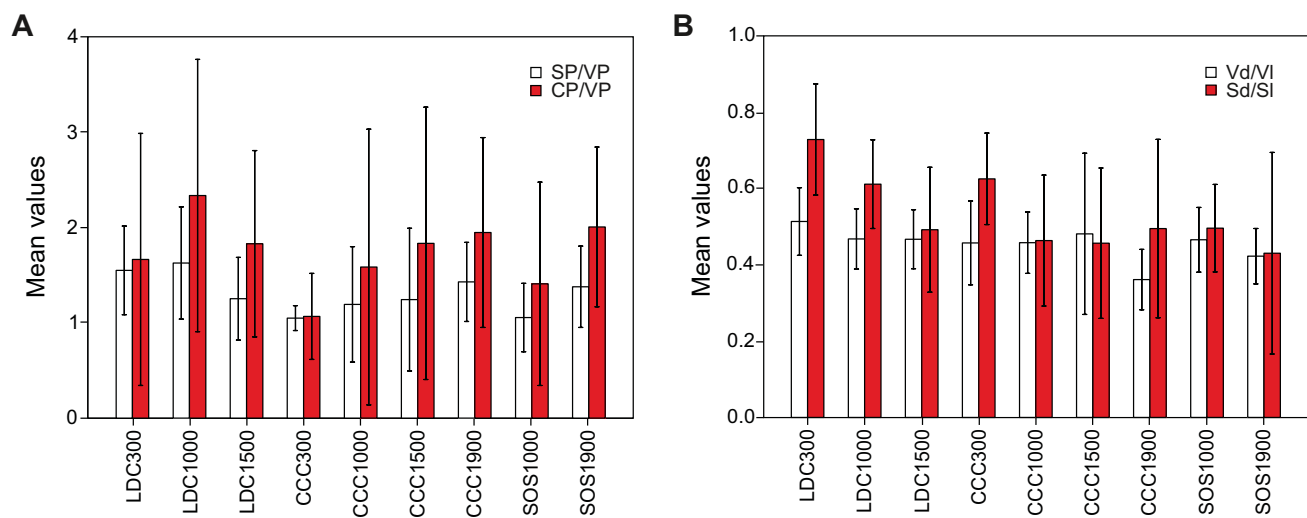 A
Mean values
4
3
2
1
0
SP/VP
CP/VP
LDC300
LDC1000
LDC1500
CCC300
CCC1000
CCC1500
CCC1900
SOS1000
SOS1900
B
Mean values
1.0
0.8
0.6
0.4
0.2
0.0
Vd/VI
Sd/SI
LDC300
LDC1000
LDC1500
CCC300
CCC1000
CCC1500
CCC1900
SOS1000
SOS1900